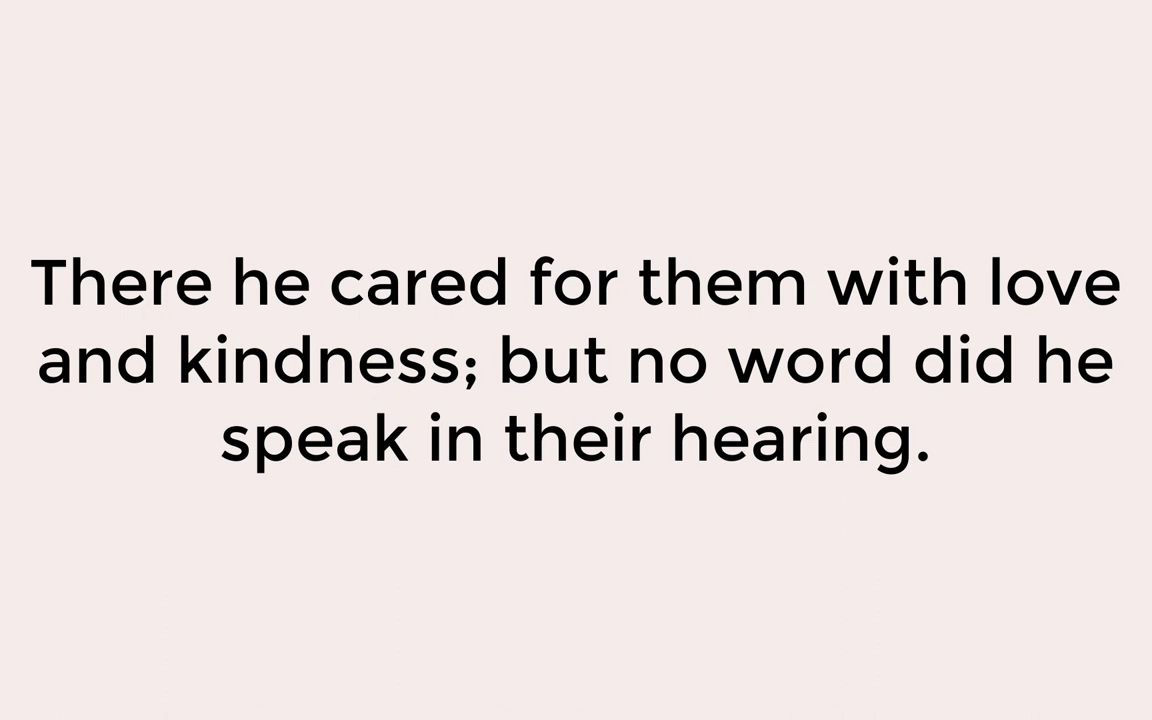 There he cared for them with love
and kindness; but no word did he
speak in their hearing.